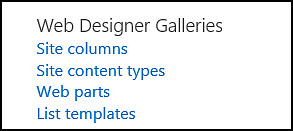 Web Designer Galleries
Site columns
Site content types
Web parts
List templates